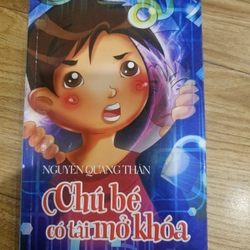 NGUYỄN QUANG THÂN
Chú bé
có tài mở khóa